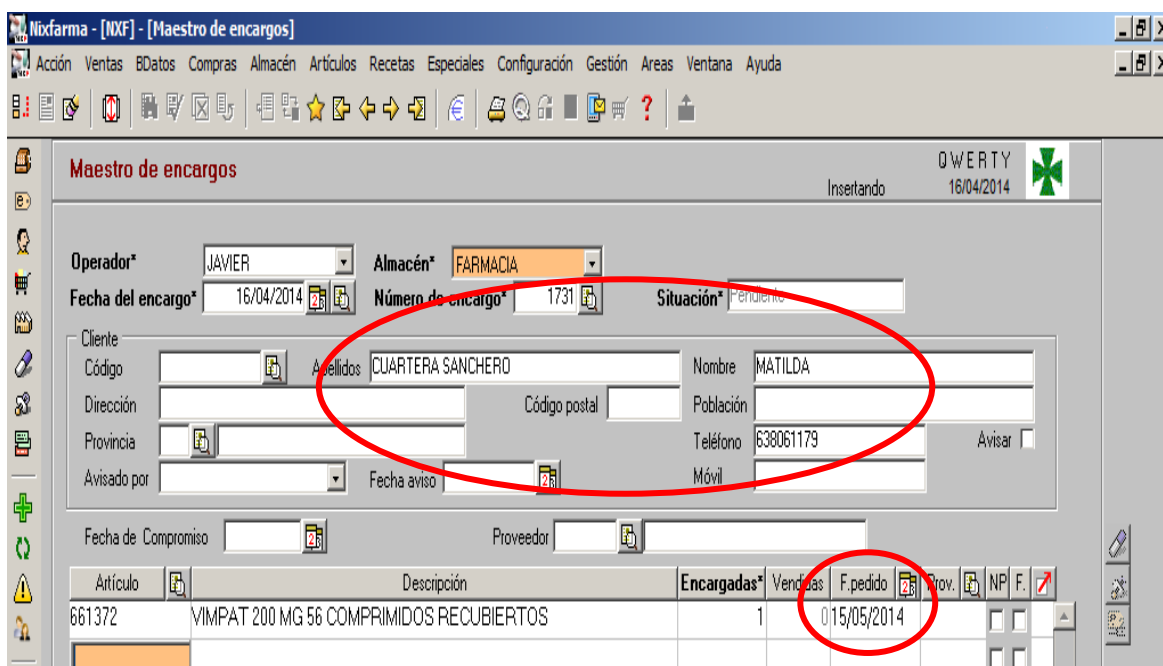 Nixfarma - [NXF] - [Maestro de encargos]
Acción Ventas BDatos Compras Almacén Artículos Recetas Especiales Configuración Gestión Areas Ventana Ayuda
Maestro de encargos
QWERTY
Insertando 16/04/2014
Operador* JAVIER Almacén* FARMACIA
Fecha del encargo* 16/04/2014 Número de encargo* 1731 Situación* Pendiente
Cliente
Código Apellidos CUARTERA SANCHERO Nombre MATILDA
Dirección Código postal Población
Provincia Teléfono 638061179 Avisar
Avisado por Fecha aviso Móvil
Fecha de Compromiso Proveedor
Artículo Descripción Encargadas* Vendidas F.pedido Prov. NP F.
661372 VIMPAT 200 MG 56 COMPRIMIDOS RECUBIERTOS 1 0 15/05/2014